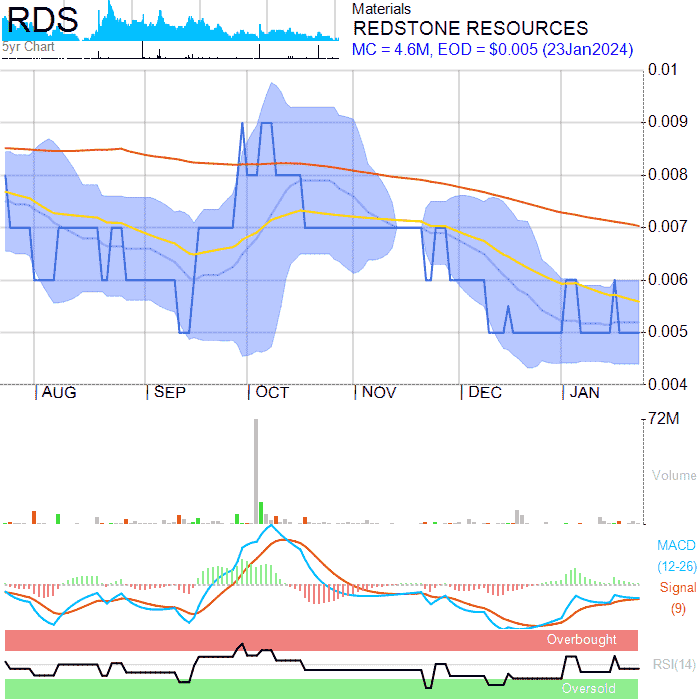 RDS
5yr Chart
Materials
REDSTONE RESOURCES
MC = 4.6M, EOD = $0.005 (23Jan2024)
0.01
0.009
0.008
0.007
0.006
0.005
0.004
AUG SEP OCT NOV DEC JAN
72M
Volume
MACD
(12-26)
Signal
(9)
Overbought
RSI(14)
Oversold